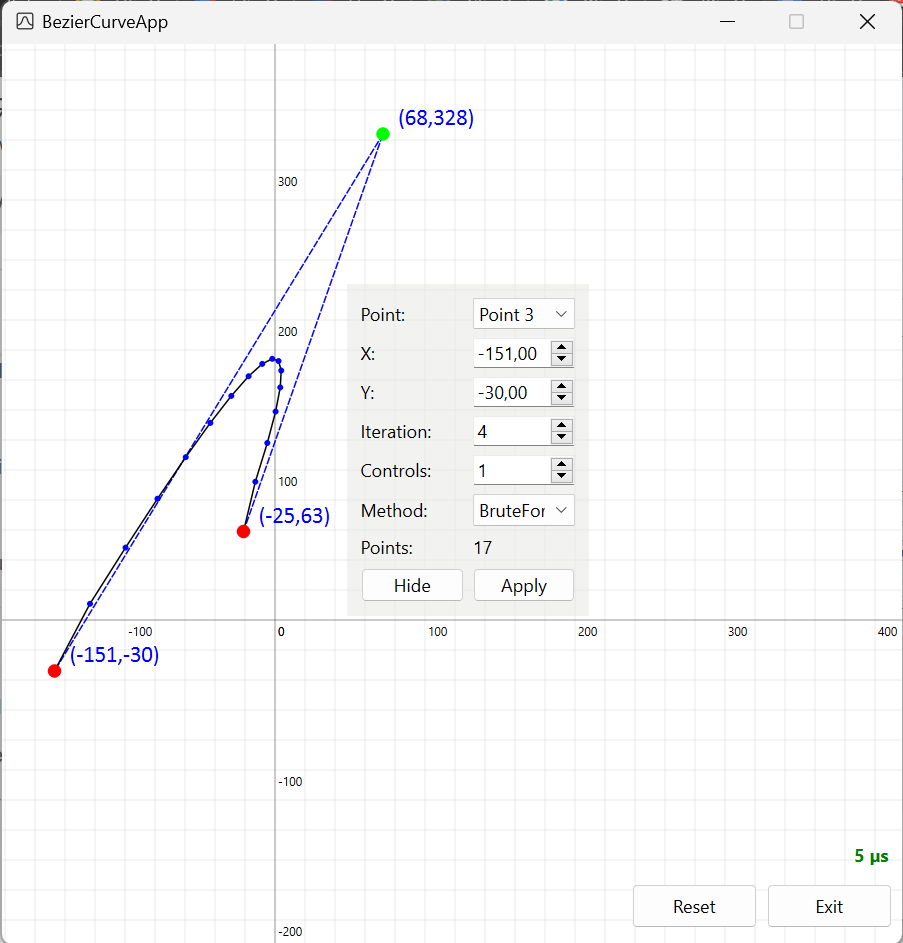 BezierCurveApp
(68,328)
300
Point: Point 3
200
X: -151,00
Y: -30,00
Iteration: 4
Controls: 1
100
Method: BruteFor
(-25,63)
Points: 17
Hide Apply
-100 0 100 200 300 400
(-151,-30)
-100
5 µs
Reset Exit
-200